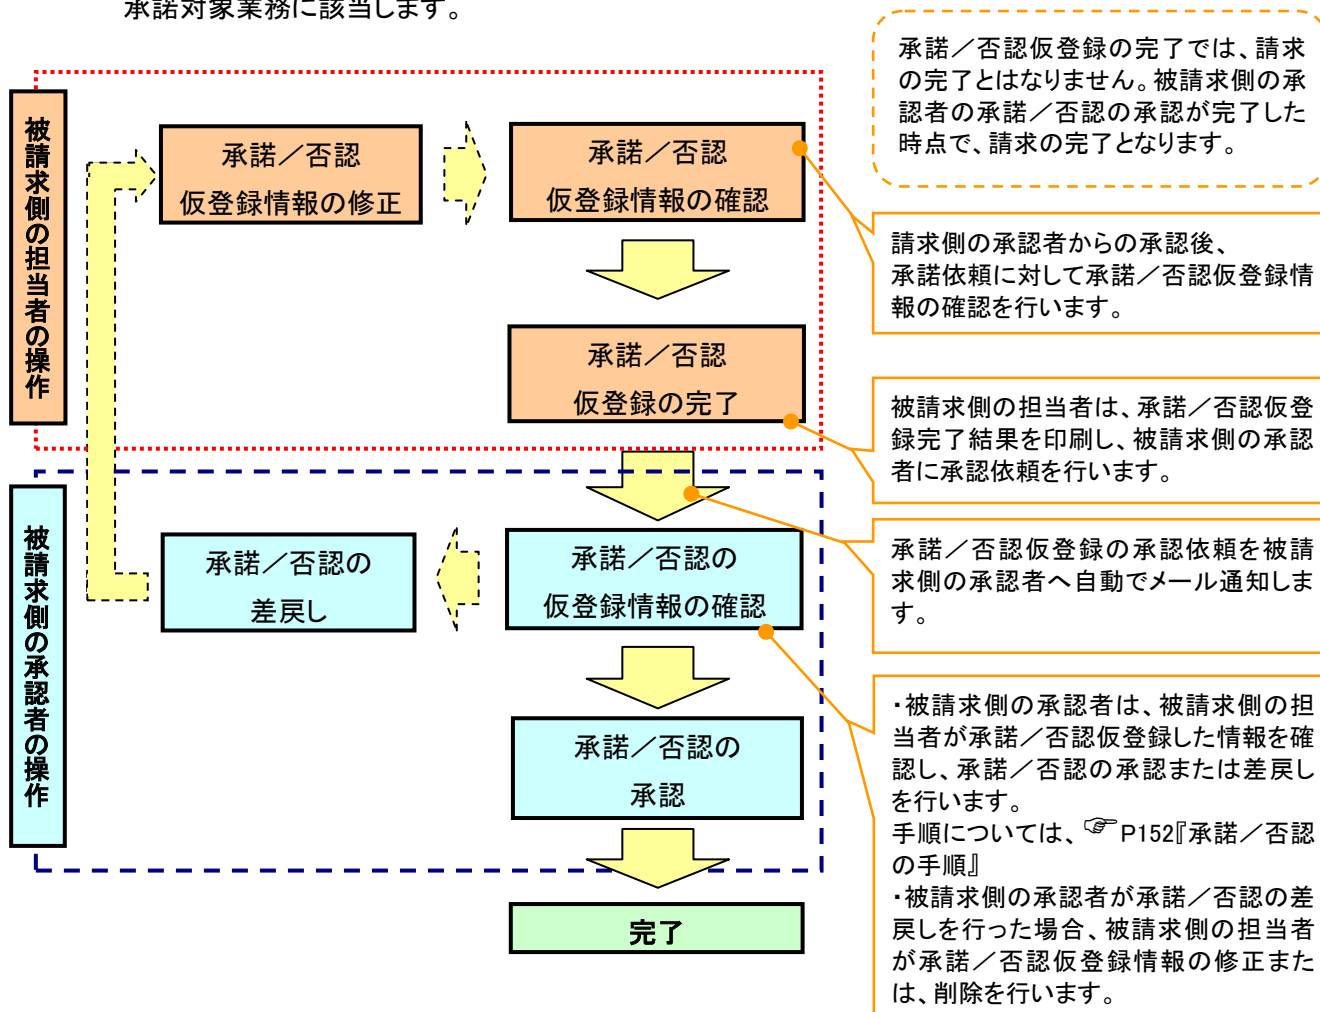 承諾対象業務に該当します。
承諾／否認仮登録の完了では、請求
の完了とはなりません。被請求側の承
認者の承諾／否認の承認が完了した
時点で、請求の完了となります。
被請求側の担当者の操作
承諾／否認
仮登録情報の修正
承諾／否認
仮登録情報の確認
請求側の承認者からの承認後、
承諾依頼に対して承諾／否認仮登録情
報の確認を行います。
承諾／否認
仮登録の完了
被請求側の担当者は、承諾／否認仮登
録完了結果を印刷し、被請求側の承認
者に承認依頼を行います。
被請求側の承認者の操作
承諾／否認の
差戻し
承諾／否認の
仮登録情報の確認
承諾／否認仮登録の承認依頼を被請
求側の承認者へ自動でメール通知しま
す。
承諾／否認の
承認
・被請求側の承認者は、被請求側の担
当者が承諾／否認仮登録した情報を確
認し、承諾／否認の承認または差戻し
を行います。
手順については、☞P152『承諾／否認
の手順』
・被請求側の承認者が承諾／否認の差
戻しを行った場合、被請求側の担当者
が承諾／否認仮登録情報の修正また
は、削除を行います。
完了